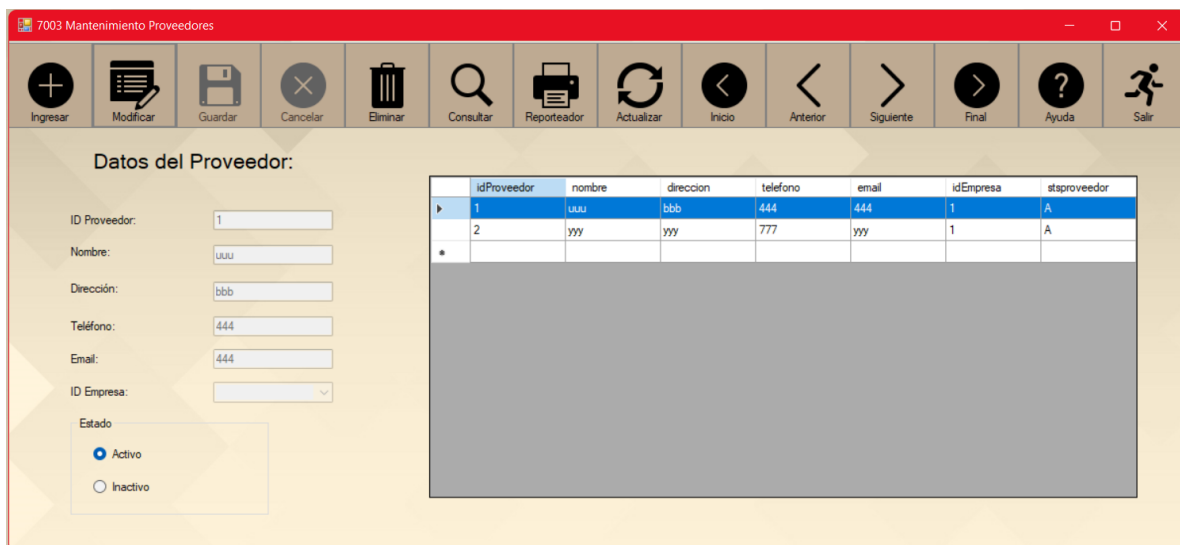 7003 Mantenimiento Proveedores
Ingresar Modificar Guardar Cancelar Eliminar Consultar Reporteador Actualizar Inicio Anterior Siguiente Final Ayuda Salir
Datos del Proveedor:
ID Proveedor: 1
Nombre: uuu
Dirección: bbb
Teléfono: 444
Email: 444
ID Empresa:
Estado
Activo
Inactivo
idProveedor nombre direccion telefono email idEmpresa stsproveedor
1 uuu bbb 444 444 1 A
2 yyy yyy 777 yyy 1 A